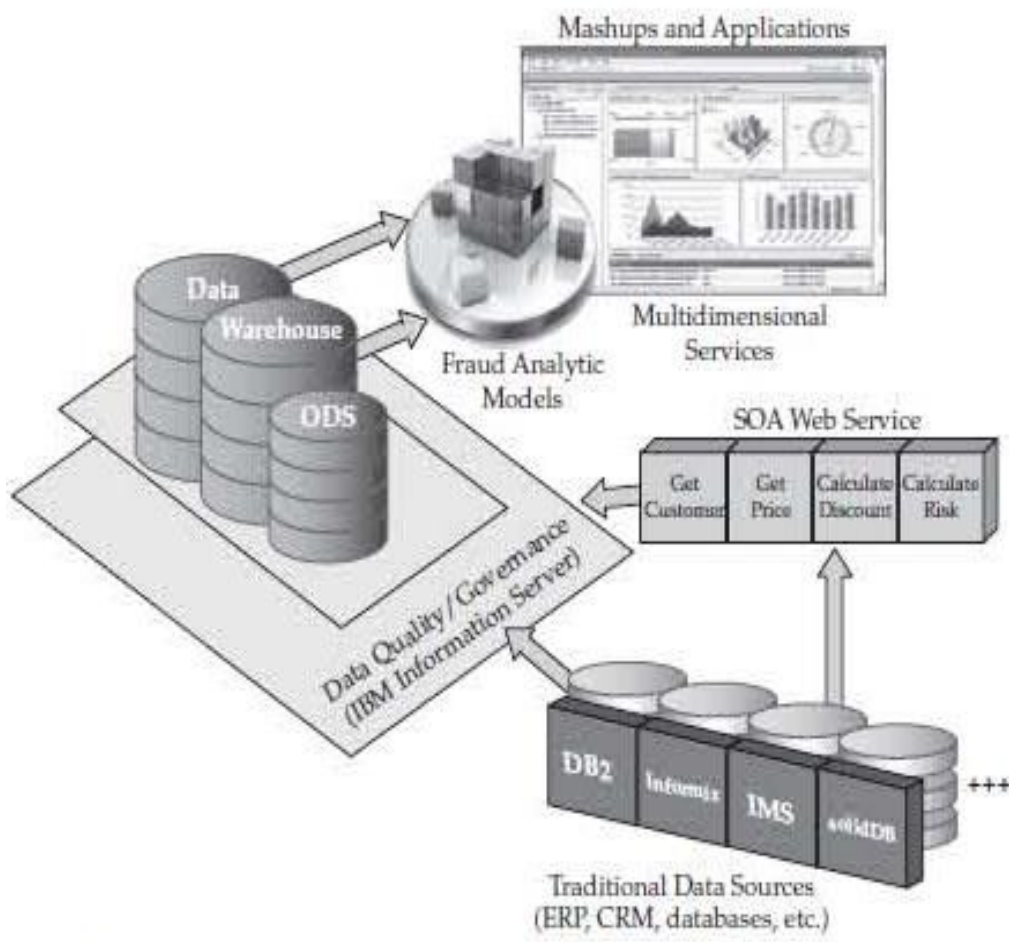 Mashups and Applications
Data
Warehouse
ODS
Multidimensional
Services
Fraud Analytic
Models
SOA Web Service
Get
Customer
Get
Price
Calculate
Discount
Calculate
Risk
Data Quality / Governance
(IBM Information Server)
DB2
Informix
IMS
solidDB
+++
Traditional Data Sources
(ERP, CRM, databases, etc.)